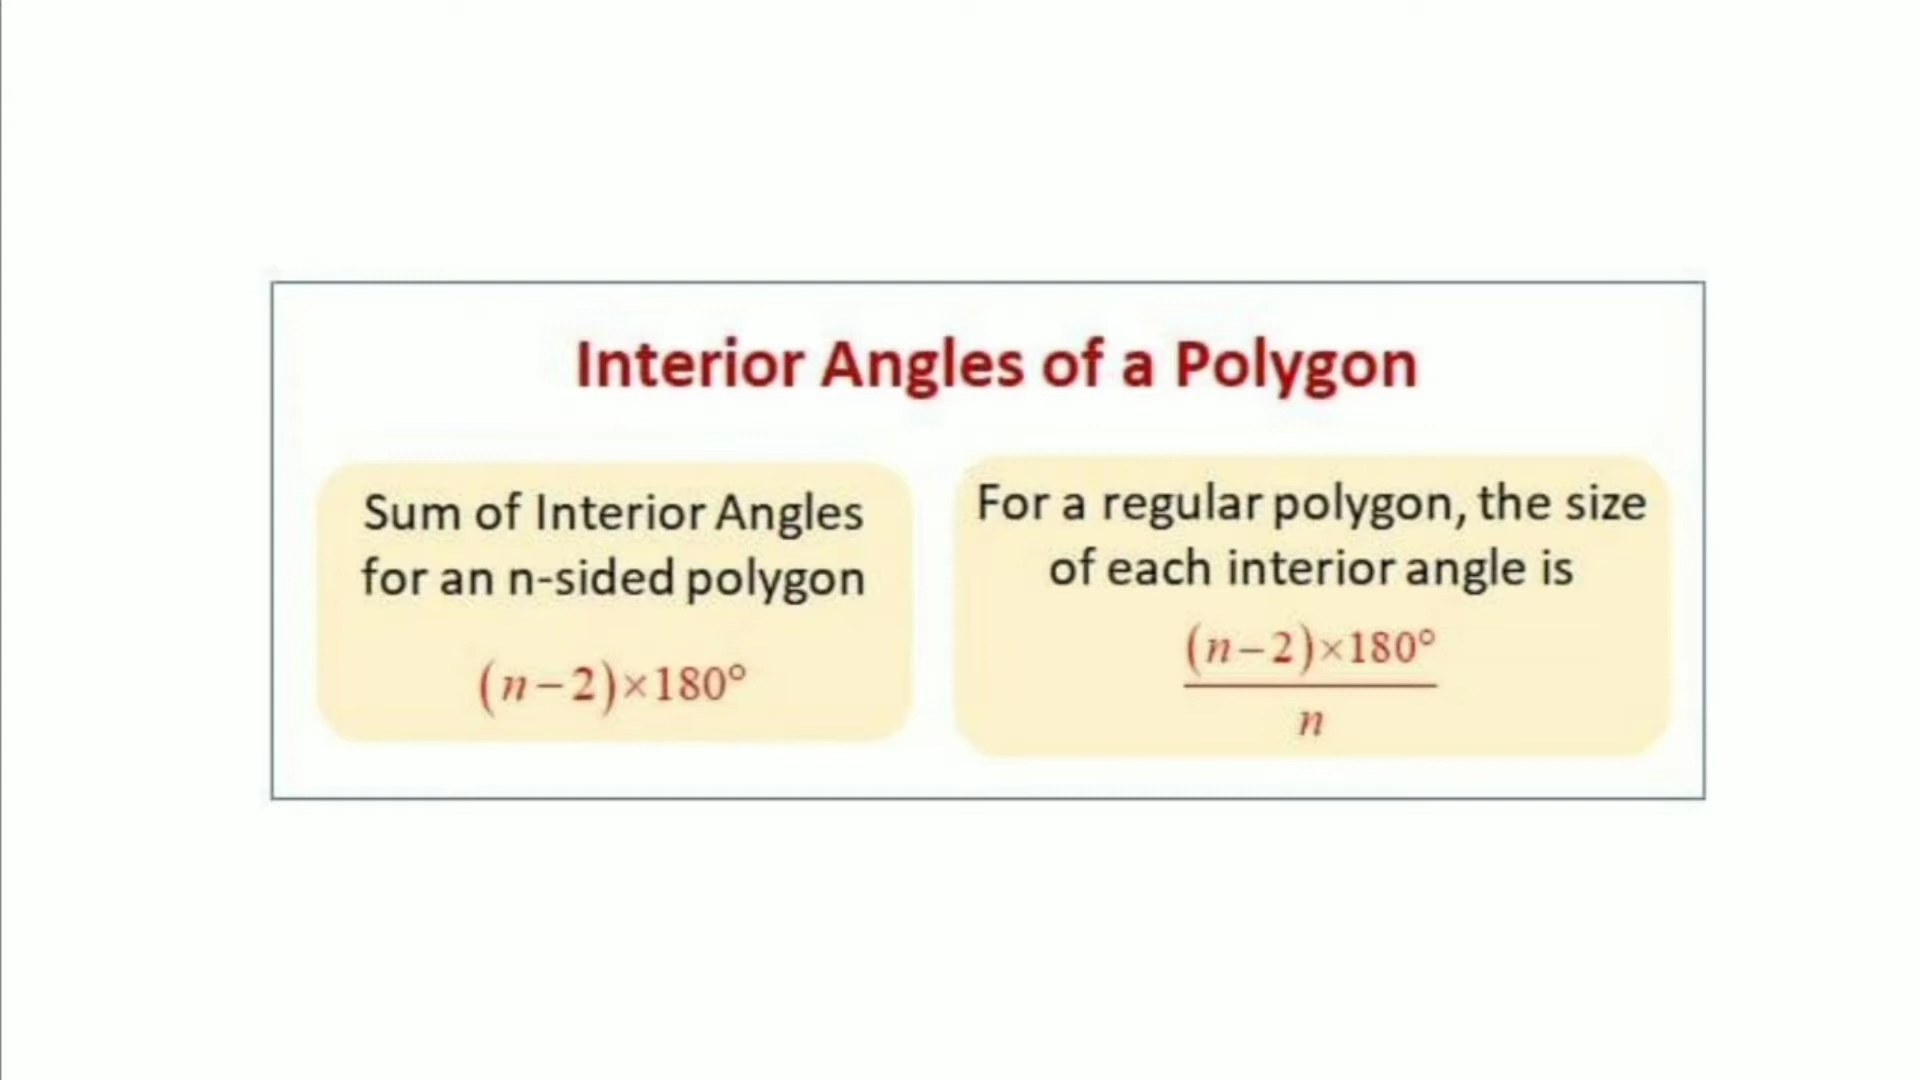 Interior Angles of a Polygon
Sum of Interior Angles
for an n-sided polygon
(n−2)×180°
For a regular polygon, the size
of each interior angle is
(n−2)×180°
n